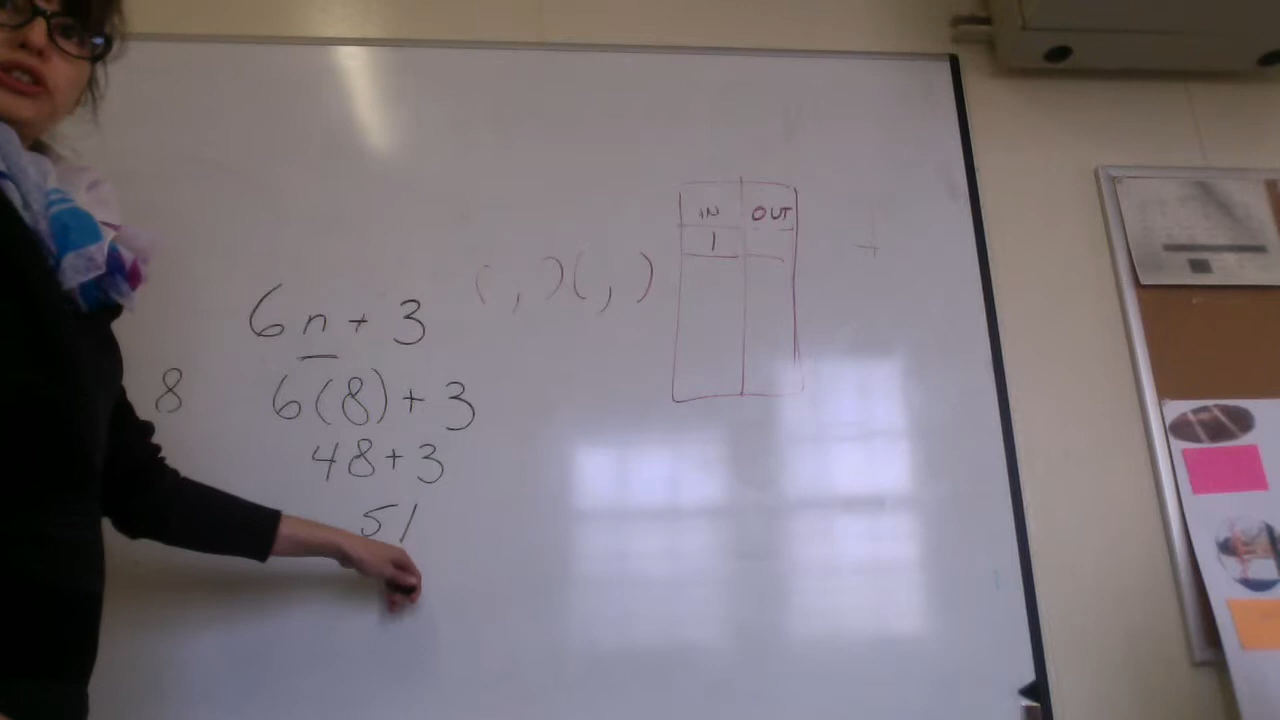 6n + 3
8 6(8) + 3
48 + 3
51
( , ) ( , )
IN OUT
1
+